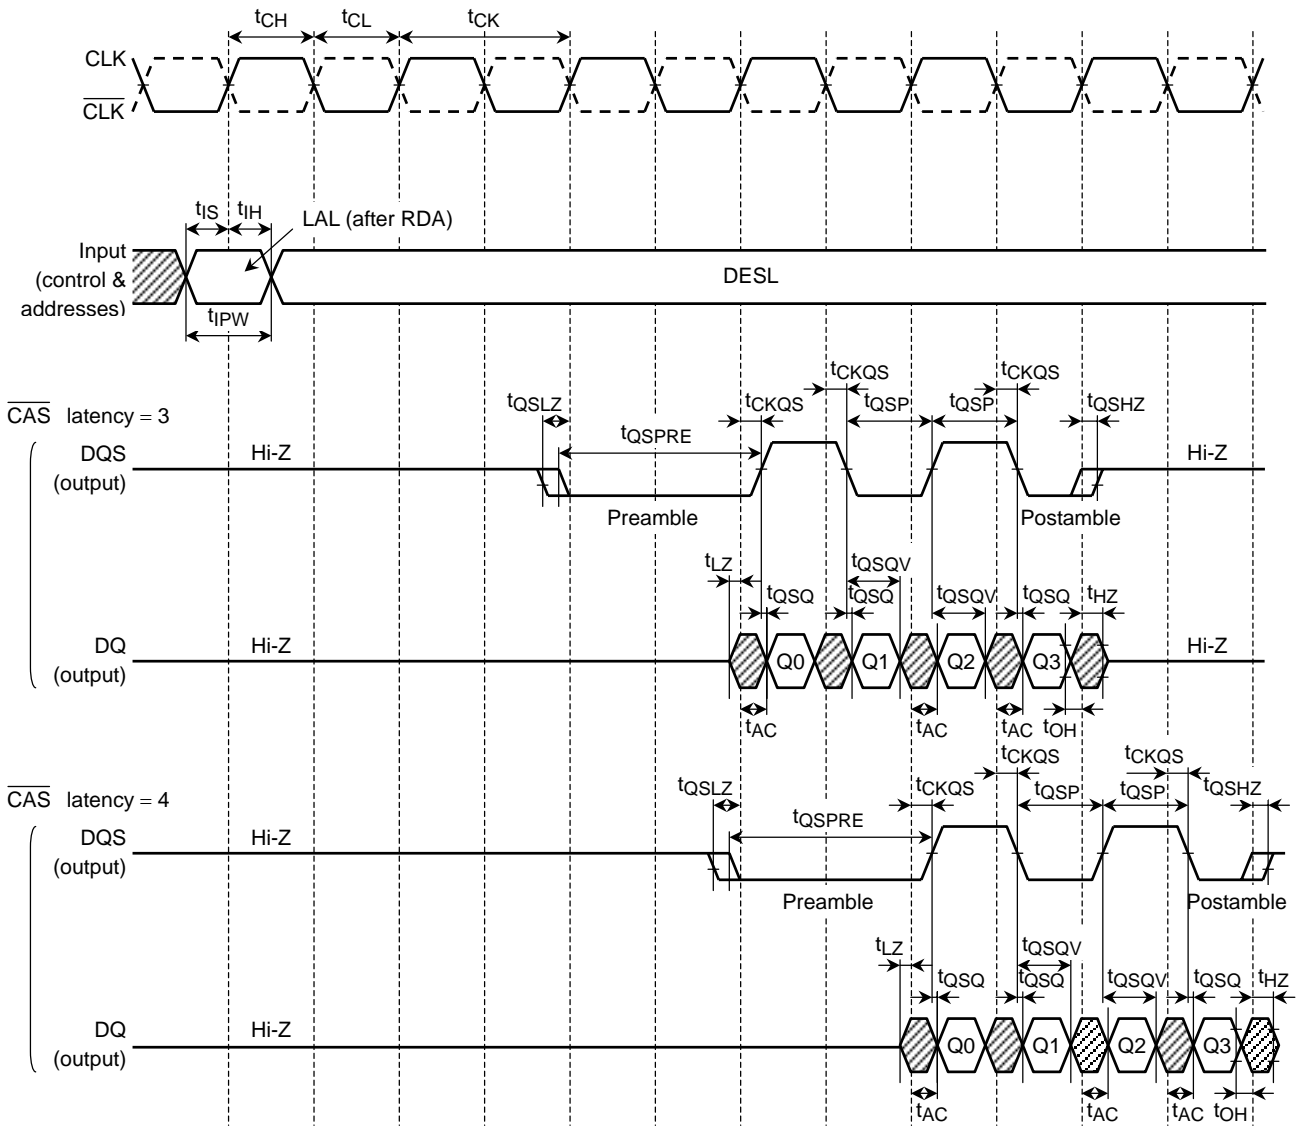 tCH tCL tCK
CLK
CLK
tIS tIH LAL (after RDA)
Input
(control &
addresses)
DESL
tIPW
tCKQS tCKQS
CAS latency = 3
tQSLZ tCKQS tQSP tQSP tQSHZ
tQSPRE
DQS
(output)
Hi-Z Hi-Z
Preamble Postamble
tLZ tQSQV
tQSQ tQSQ tQSQV tQSQ tHZ
DQ
(output)
Hi-Z Q0 Q1 Q2 Q3 Hi-Z
tAC tAC tAC tOH
tCKQS tCKQS
CAS latency = 4
tQSLZ tCKQS tQSP tQSP tQSHZ
tQSPRE
DQS
(output)
Hi-Z
Preamble Postamble
tLZ tQSQV
tQSQ tQSQ tQSQV tQSQ tHZ
DQ
(output)
Hi-Z Q0 Q1 Q2 Q3
tAC tAC tAC tOH